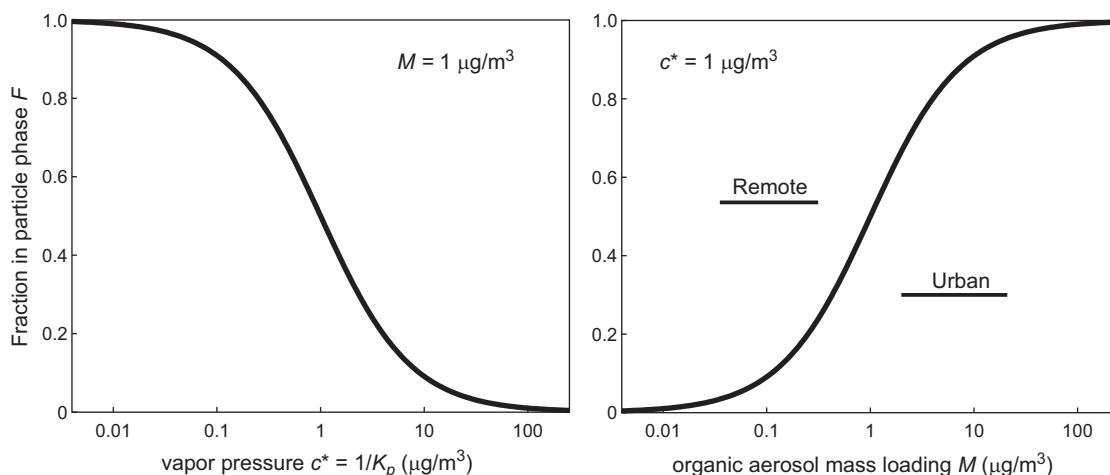 Fraction in particle phase F
1.0
0.8
0.6
0.4
0.2
0
M = 1 μg/m³
0.01 0.1 1 10 100
vapor pressure c* = 1/Kₚ (μg/m³)
1.0
0.8
0.6
0.4
0.2
0
c* = 1 μg/m³
Remote
Urban
0.01 0.1 1 10 100
organic aerosol mass loading M (μg/m³)